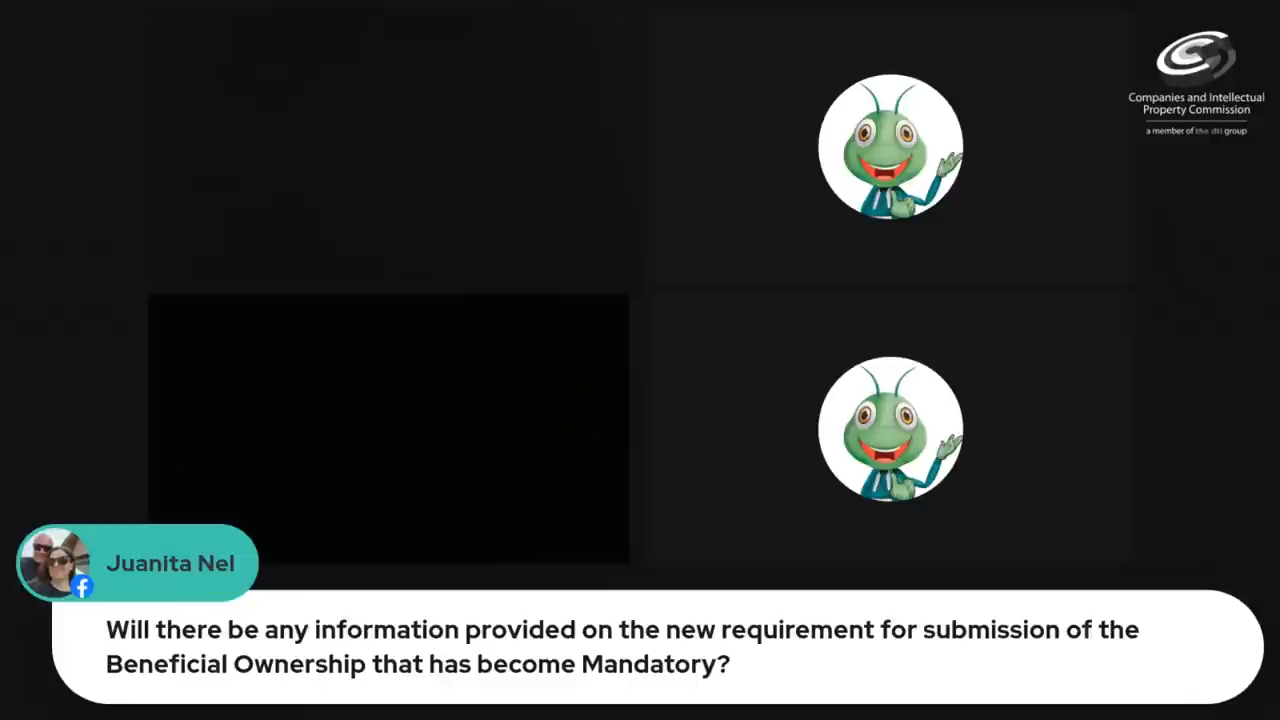 Companies and Intellectual
Property Commission
a member of the dti group
Juanita Nel
Will there be any information provided on the new requirement for submission of the
Beneficial Ownership that has become Mandatory?